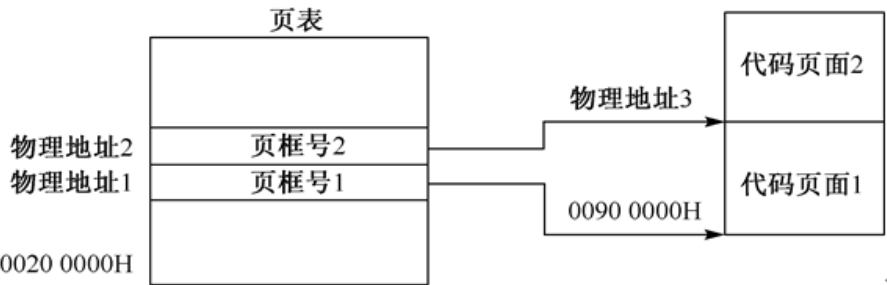 页表
代码页面2
物理地址3
物理地址2
页框号2
物理地址1
页框号1
代码页面1
0090 0000H
0020 0000H